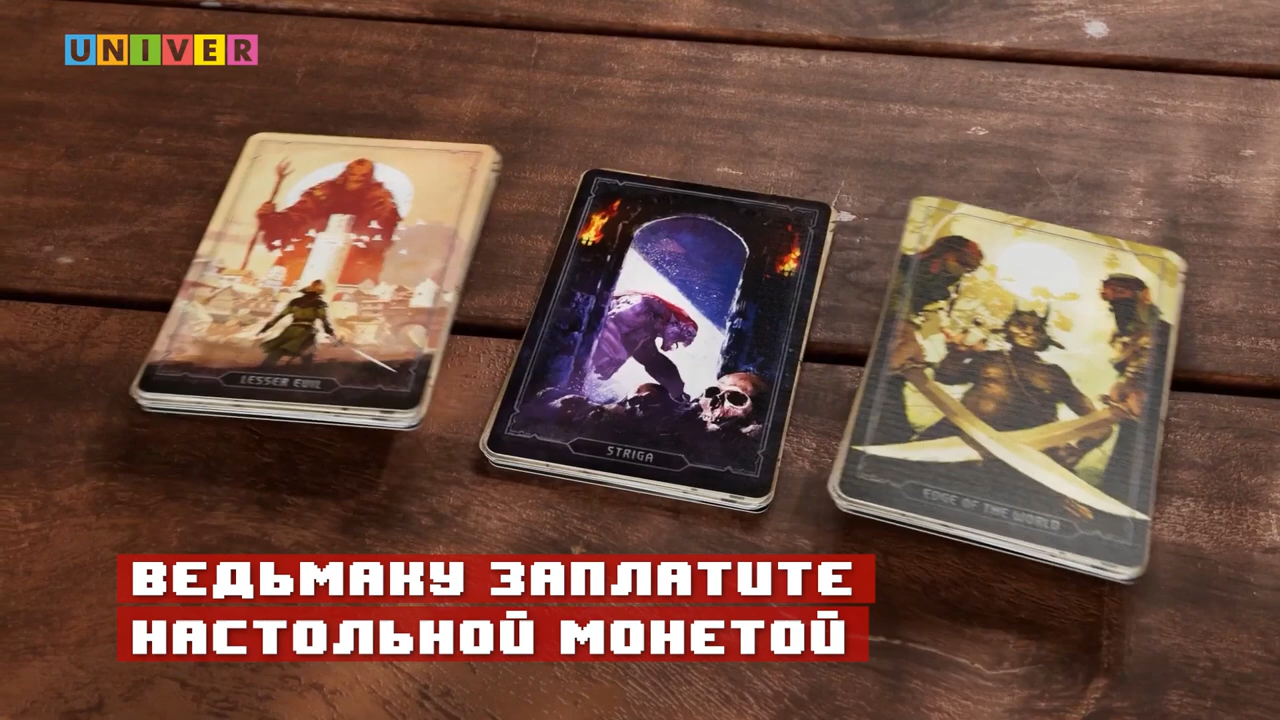 UNIVER
LESSER EVIL
STRIGA
EDGE OF THE WORLD
ВЕДЬМАКУ ЗАПЛАТИТЕ
НАСТОЛЬНОЙ МОНЕТОЙ